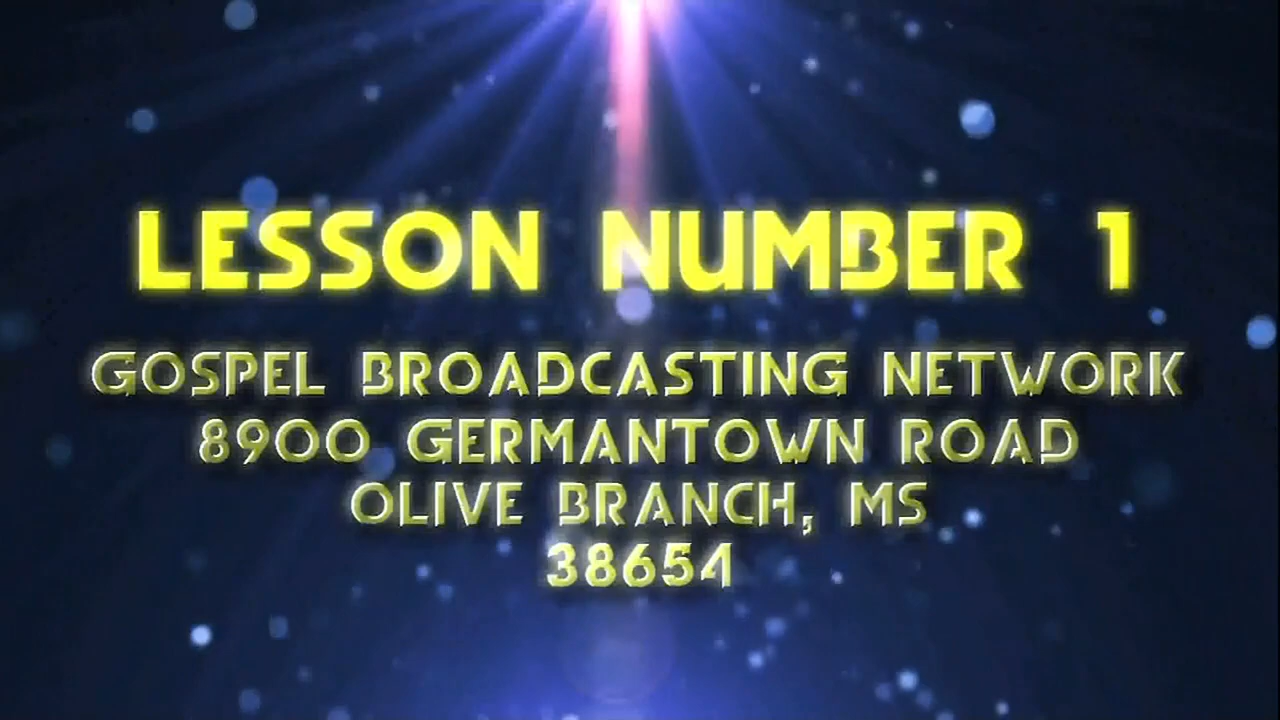 LESSON NUMBER 1
GOSPEL BROADCASTING NETWORK
8900 GERMANTOWN ROAD
OLIVE BRANCH, MS
38654